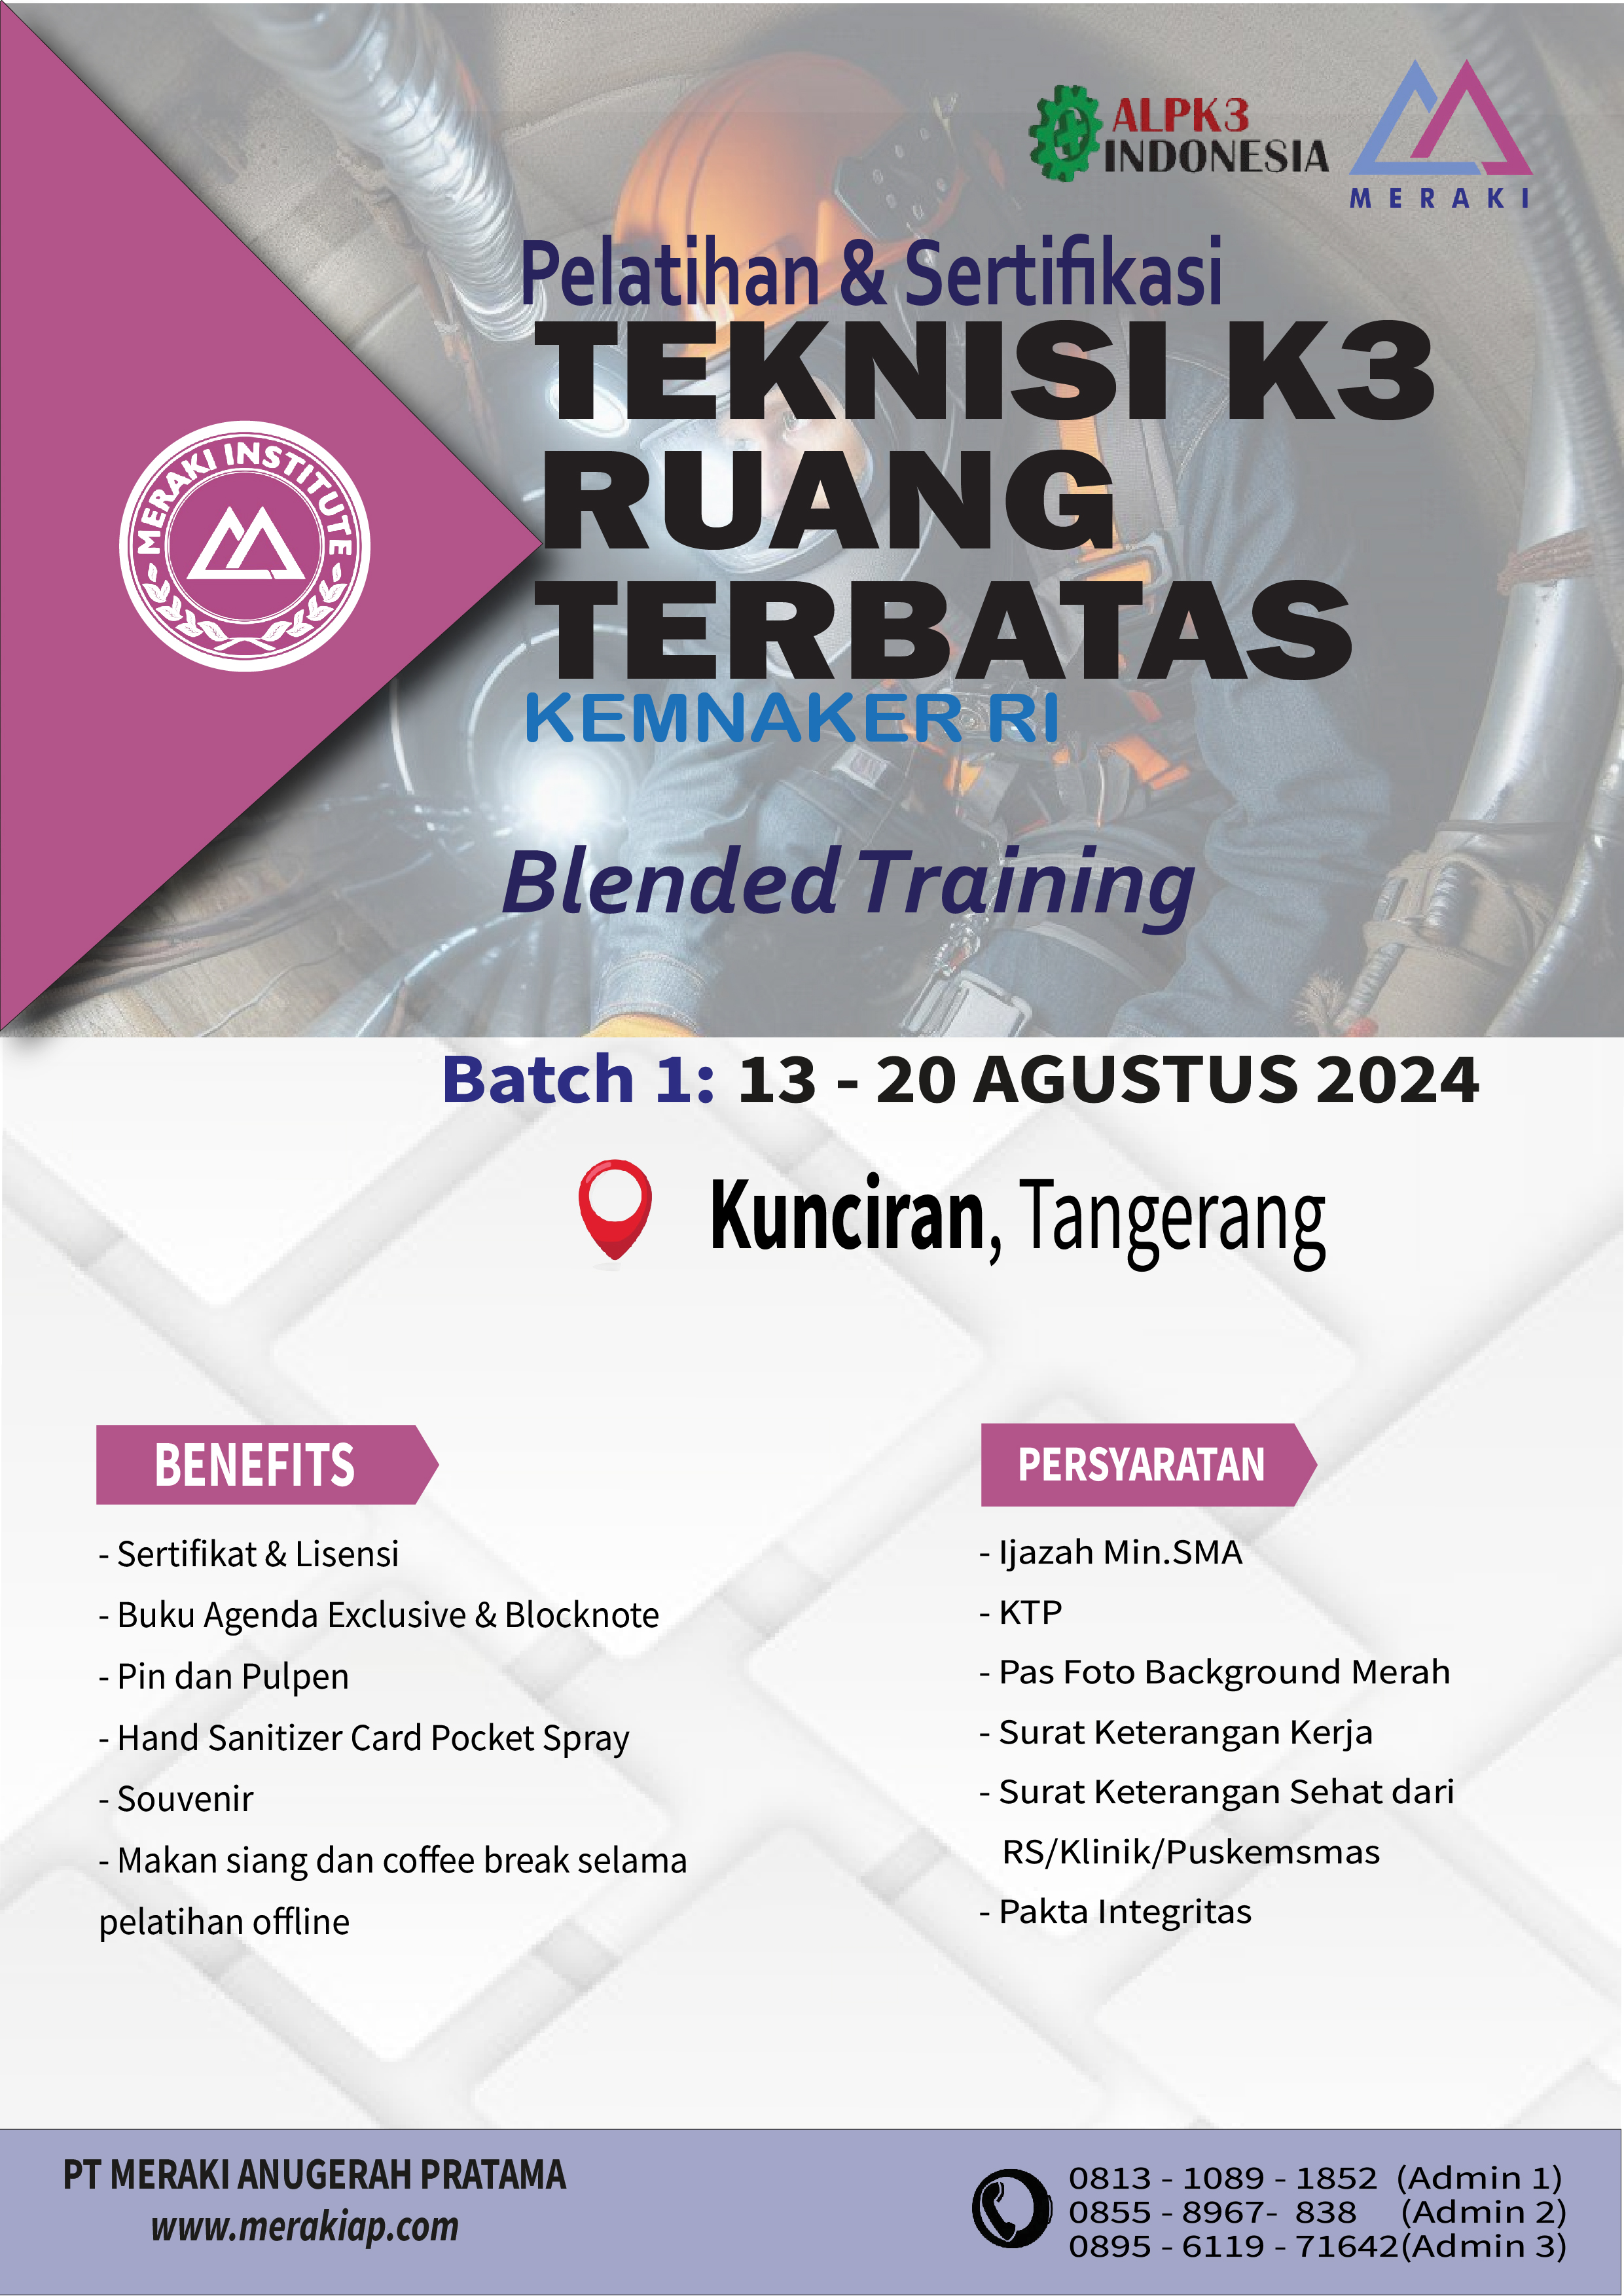 ALPK3
INDONESIA
MERAKI
Pelatihan & Sertifikasi
TEKNISI K3
RUANG
TERBATAS
KEMNAKER RI
MERAKI INSTITUTE
Blended Training
Batch 1: 13 - 20 AGUSTUS 2024
Kunciran, Tangerang
BENEFITS
- Sertifikat & Lisensi
- Buku Agenda Exclusive & Blocknote
- Pin dan Pulpen
- Hand Sanitizer Card Pocket Spray
- Souvenir
- Makan siang dan coffee break selama
pelatihan offline
PERSYARATAN
- Ijazah Min.SMA
- KTP
- Pas Foto Background Merah
- Surat Keterangan Kerja
- Surat Keterangan Sehat dari
RS/Klinik/Puskemsmas
- Pakta Integritas
PT MERAKI ANUGERAH PRATAMA
www.merakiap.com
0813 - 1089 - 1852 (Admin 1)
0855 - 8967- 838 (Admin 2)
0895 - 6119 - 71642(Admin 3)